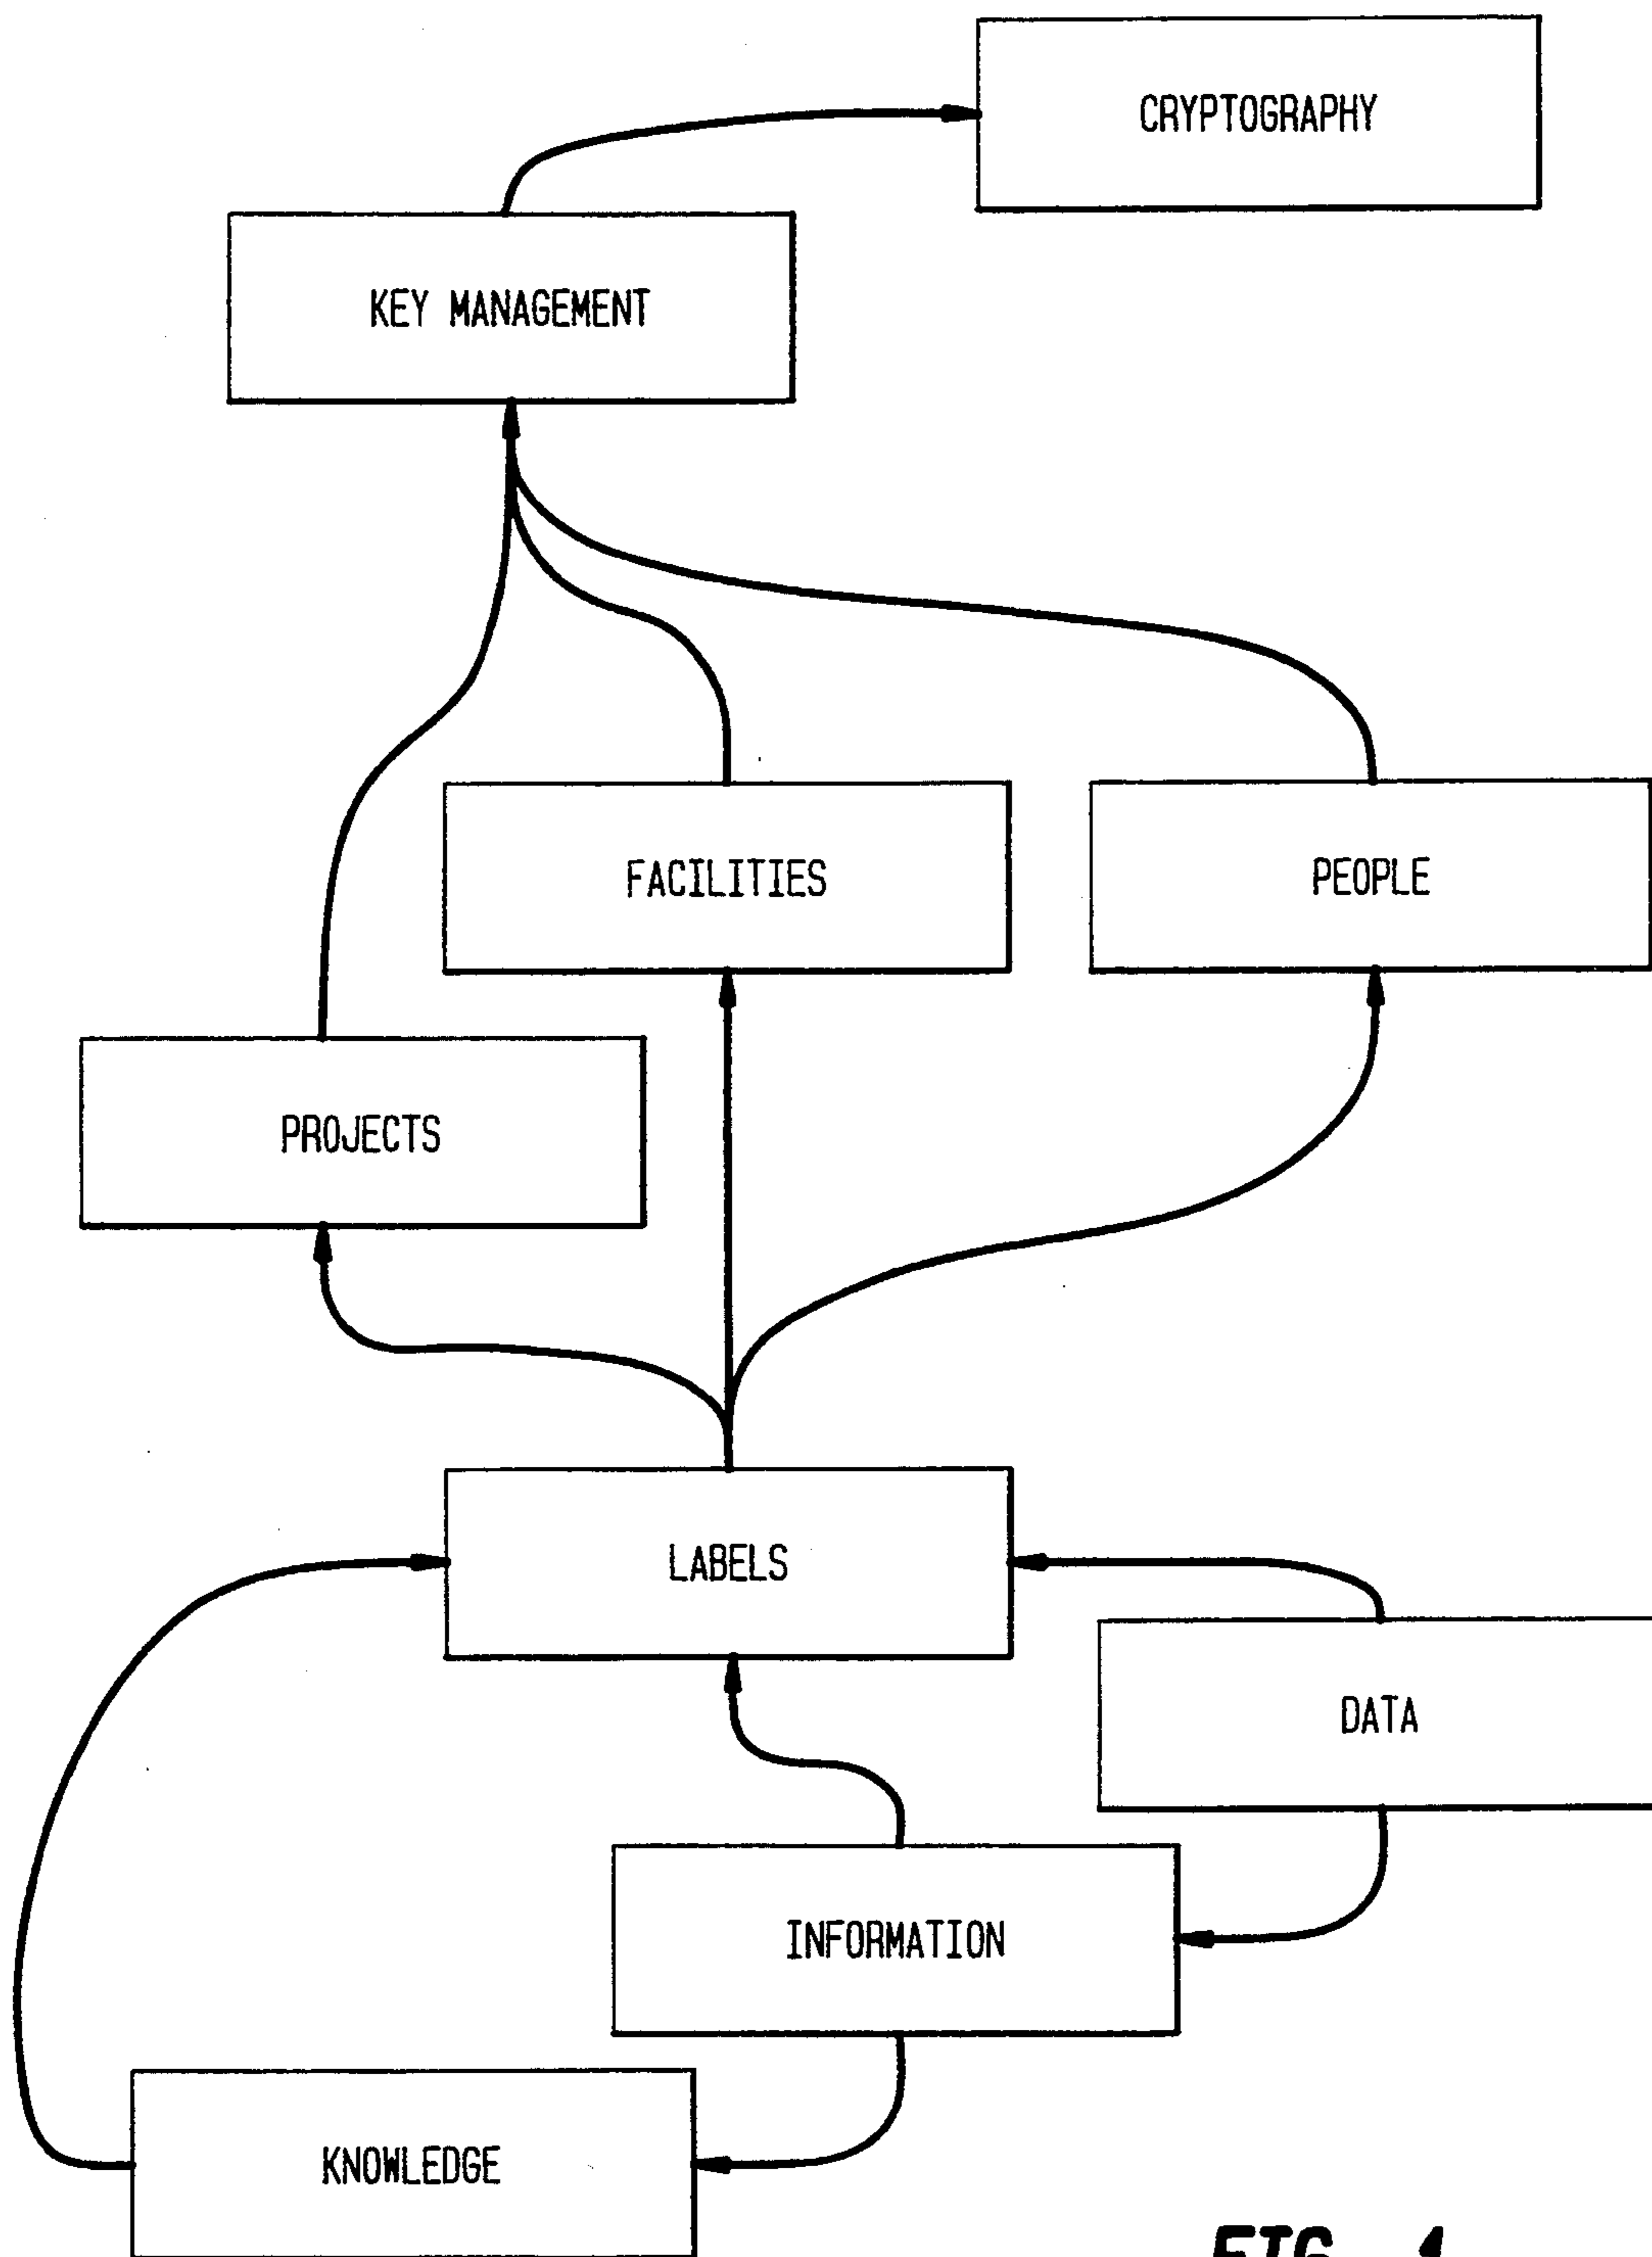 CRYPTOGRAPHY
KEY MANAGEMENT
FACILITIES
PEOPLE
PROJECTS
LABELS
DATA
INFORMATION
KNOWLEDGE